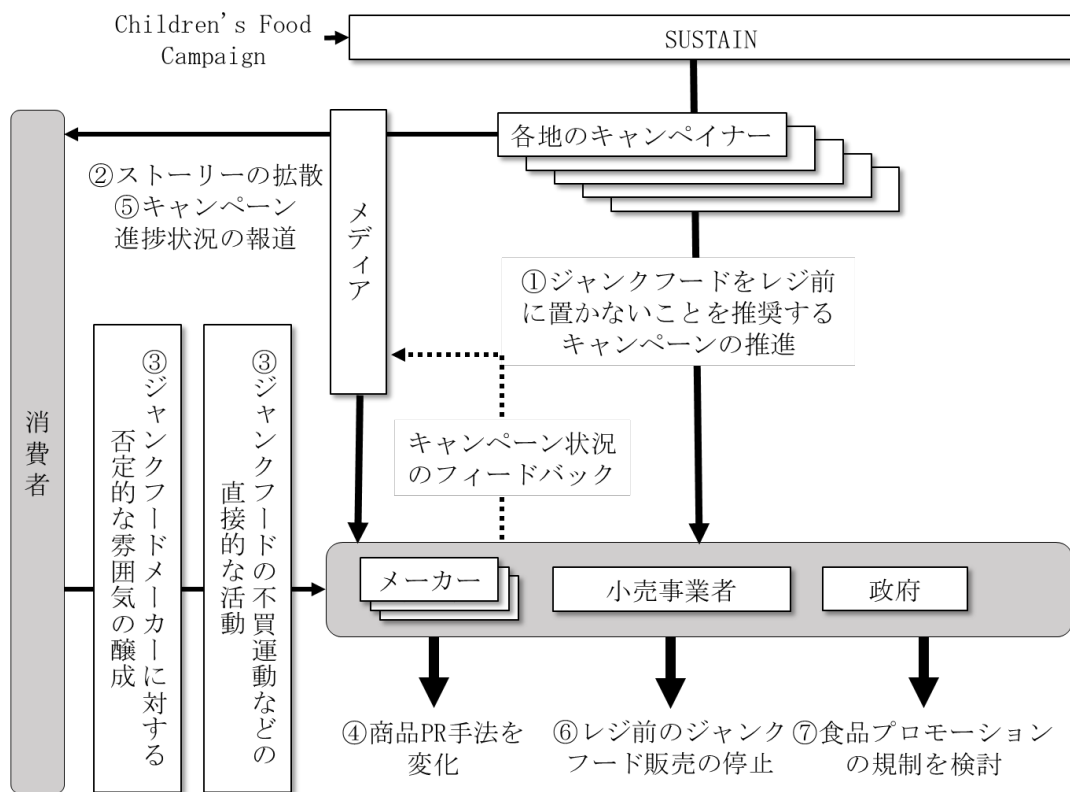 Children's Food
Campaign
SUSTAIN
各地のキャンペイナー
②ストーリーの拡散
⑤キャンペーン
進捗状況の報道
メディア
①ジャンクフードをレジ前
に置かないことを推奨する
キャンペーンの推進
消費者
③ジャンクフードメーカーに対する
否定的な雰囲気の醸成
③ジャンクフードの不買運動などの
直接的な活動
キャンペーン状況
のフィードバック
メーカー
小売事業者
政府
④商品PR手法を
変化
⑥レジ前のジャンク
フード販売の停止
⑦食品プロモーション
の規制を検討